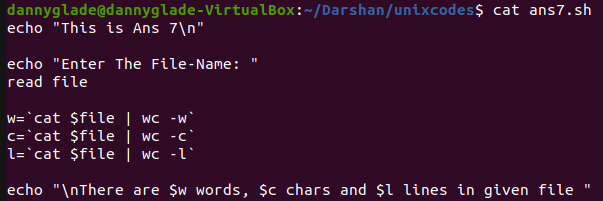 dannyglade@dannyglade-VirtualBox:~/Darshan/unixcodes$ cat ans7.sh
echo "This is Ans 7\n"
echo "Enter The File-Name: "
read file
w=`cat $file | wc -w`
c=`cat $file | wc -c`
l=`cat $file | wc -l`
echo "\nThere are $w words, $c chars and $l lines in given file "